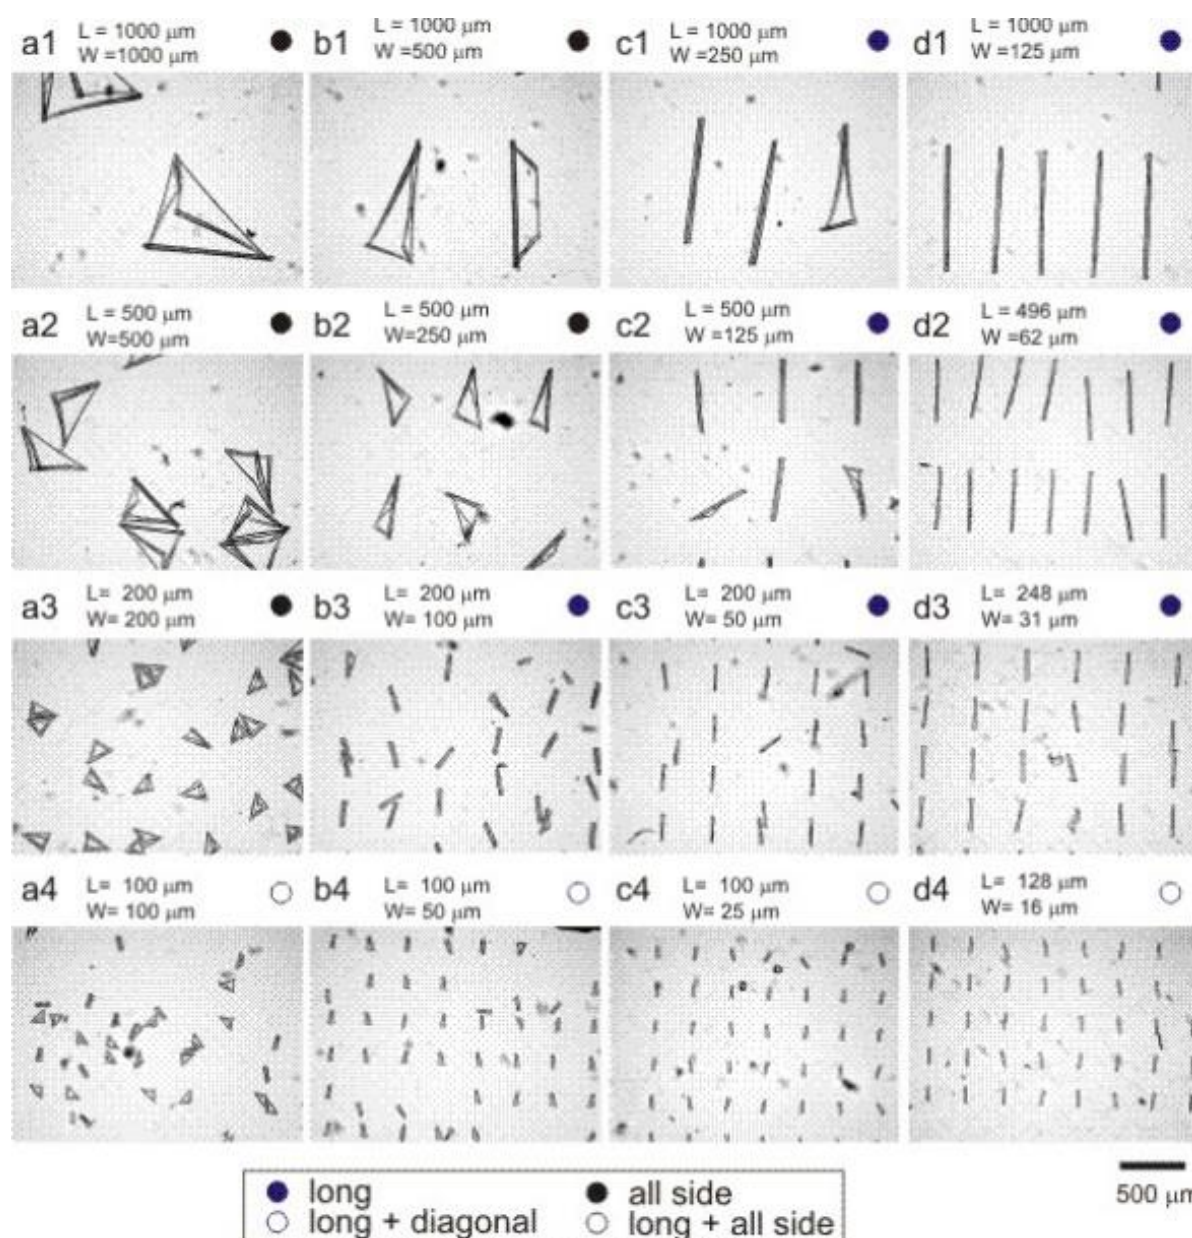 a1 L = 1000 μm
W =1000 μm
b1 L = 1000 μm
W =500 μm
c1 L = 1000 μm
W =250 μm
d1 L = 1000 μm
W =125 μm
a2 L = 500 μm
W=500 μm
b2 L = 500 μm
W=250 μm
c2 L = 500 μm
W =125 μm
d2 L = 496 μm
W =62 μm
a3 L= 200 μm
W= 200 μm
b3 L= 200 μm
W= 100 μm
c3 L= 200 μm
W= 50 μm
d3 L= 248 μm
W= 31 μm
a4 L= 100 μm
W= 100 μm
b4 L= 100 μm
W= 50 μm
c4 L= 100 μm
W= 25 μm
d4 L= 128 μm
W= 16 μm
long
all side
long + diagonal
long + all side
500 μm